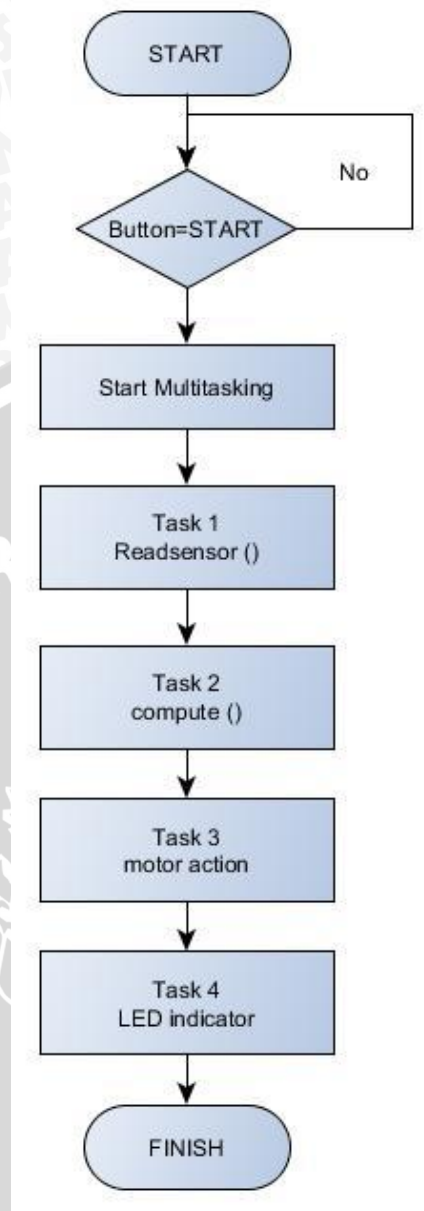 START
No
Button=START
Start Multitasking
Task 1
Readsensor ()
Task 2
compute ()
Task 3
motor action
Task 4
LED indicator
FINISH